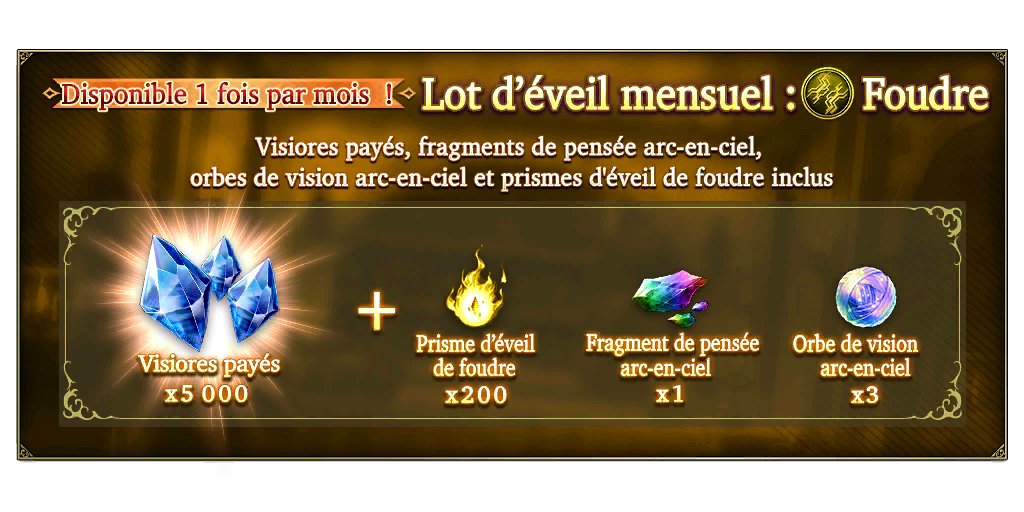 Disponible 1 fois par mois !
Lot d’éveil mensuel : Foudre
Visiores payés, fragments de pensée arc-en-ciel,
orbes de vision arc-en-ciel et prismes d'éveil de foudre inclus
Visiores payés
x5 000
+
Prisme d’éveil
de foudre
x200
Fragment de pensée
arc-en-ciel
x1
Orbe de vision
arc-en-ciel
x3